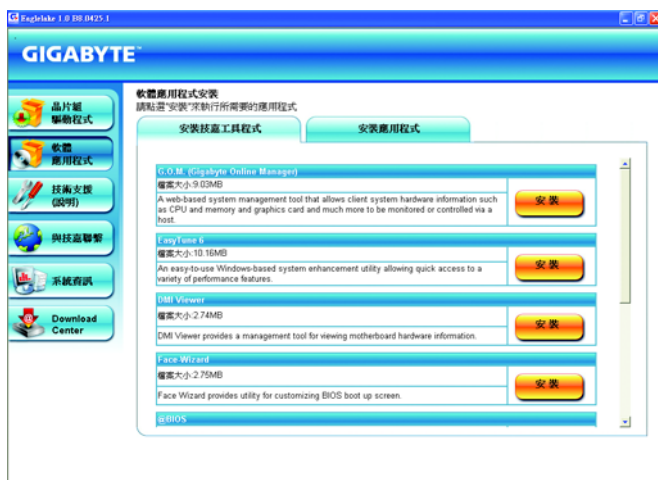 Englelake 1.0 B8.0425.1
GIGABYTE™
晶片組
驅動程式
軟體
應用程式
技術支援
(說明)
與技嘉聯繫
系統資訊
Download
Center
軟體應用程式安裝
請點選"安裝"來執行所需要的應用程式
安裝技嘉工具程式
安裝應用程式
G.O.M. (Gigabyte Online Manager)
檔案大小:9.03MB
A web-based system management tool that allows client system hardware information such
as CPU and memory and graphics card and much more to be monitored or controlled via a
host.
安裝
EasyTune 6
檔案大小:10.16MB
An easy-to-use Windows-based system enhancement utility allowing quick access to a
variety of performance features.
安裝
DMI Viewer
檔案大小:2.74MB
DMI Viewer provides a management tool for viewing motherboard hardware information.
安裝
Face-Wizard
檔案大小:2.75MB
Face Wizard provides utility for customizing BIOS boot up screen.
安裝
@BIOS